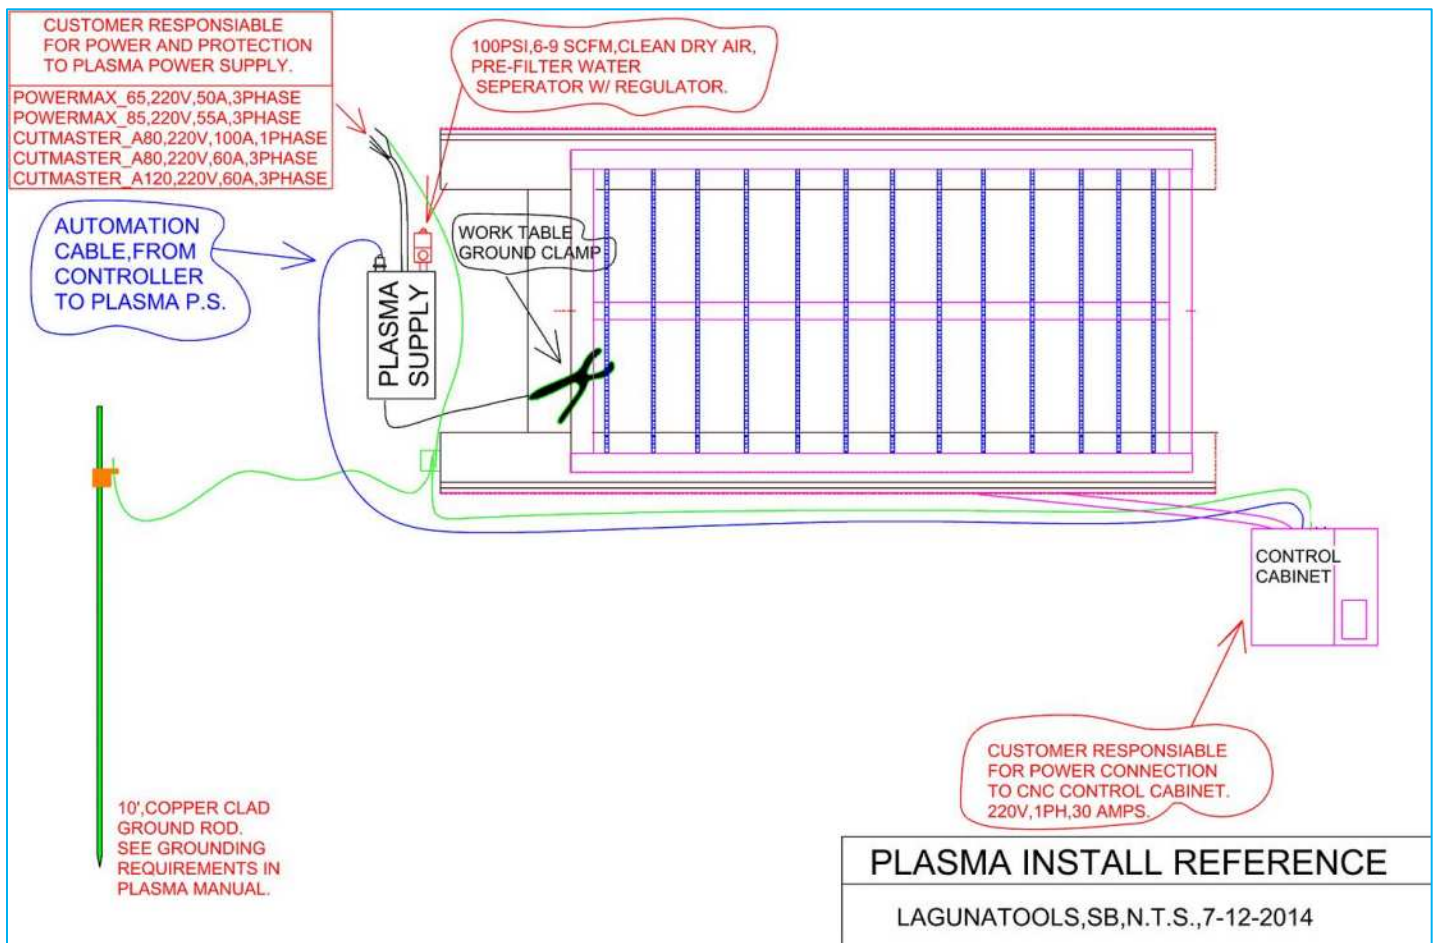 CUSTOMER RESPONSIABLE
FOR POWER AND PROTECTION
TO PLASMA POWER SUPPLY.
POWERMAX_65,220V,50A,3PHASE
POWERMAX_85,220V,55A,3PHASE
CUTMASTER_A80,220V,100A,1PHASE
CUTMASTER_A80,220V,60A,3PHASE
CUTMASTER_A120,220V,60A,3PHASE
100PSI,6-9 SCFM,CLEAN DRY AIR,
PRE-FILTER WATER
SEPERATOR W/ REGULATOR.
AUTOMATION
CABLE,FROM
CONTROLLER
TO PLASMA P.S.
WORK TABLE
GROUND CLAMP
PLASMA
SUPPLY
CONTROL
CABINET
10',COPPER CLAD
GROUND ROD.
SEE GROUNDING
REQUIREMENTS IN
PLASMA MANUAL.
CUSTOMER RESPONSIABLE
FOR POWER CONNECTION
TO CNC CONTROL CABINET.
220V,1PH,30 AMPS.
PLASMA INSTALL REFERENCE
LAGUNATOOLS,SB,N.T.S.,7-12-2014